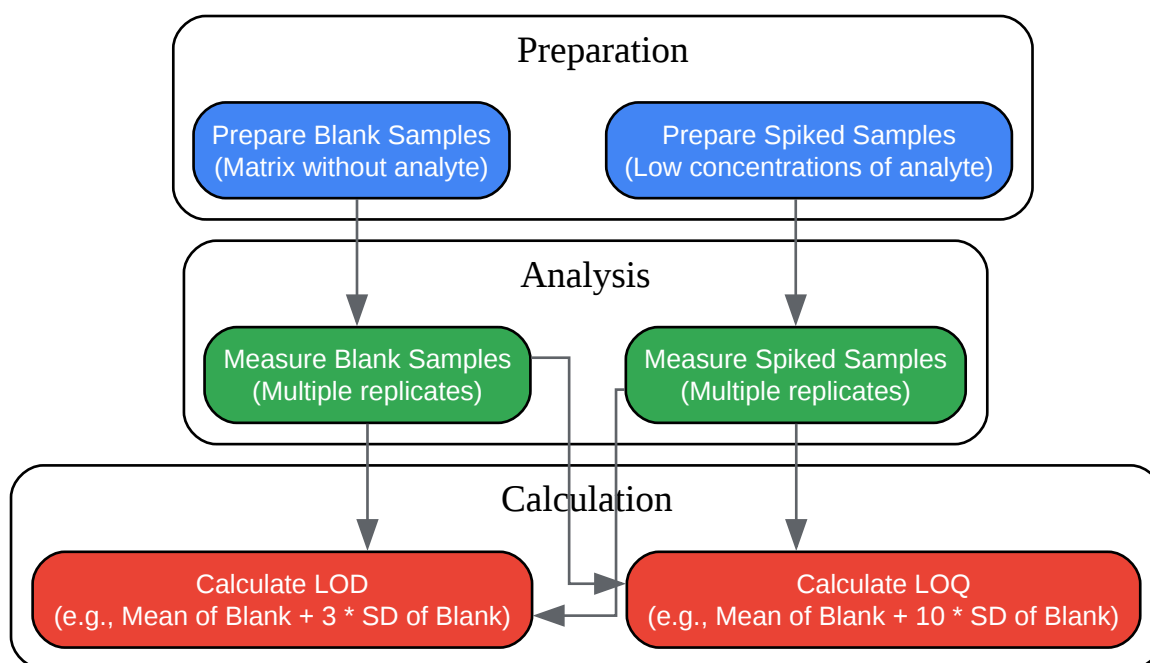 Preparation
Prepare Blank Samples
(Matrix without analyte)
Prepare Spiked Samples
(Low concentrations of analyte)
Analysis
Measure Blank Samples
(Multiple replicates)
Measure Spiked Samples
(Multiple replicates)
Calculation
Calculate LOD
(e.g., Mean of Blank + 3 * SD of Blank)
Calculate LOQ
(e.g., Mean of Blank + 10 * SD of Blank)